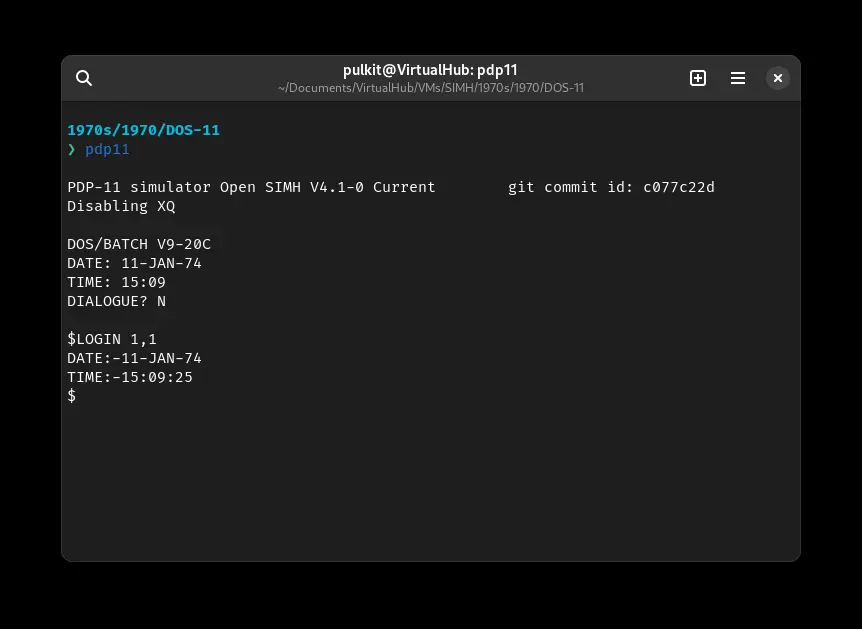 pulkit@VirtualHub: pdp11
~/Documents/VirtualHub/VMs/SIMH/1970s/1970/DOS-11
1970s/1970/DOS-11
❯ pdp11
PDP-11 simulator Open SIMH V4.1-0 Current        git commit id: c077c22d
Disabling XQ
DOS/BATCH V9-20C
DATE: 11-JAN-74
TIME: 15:09
DIALOGUE? N
$LOGIN 1,1
DATE:-11-JAN-74
TIME:-15:09:25
$